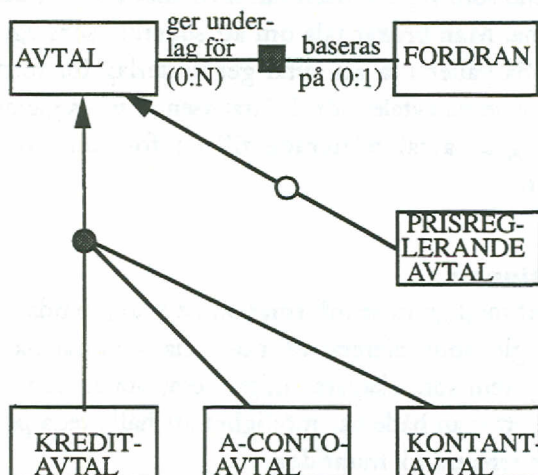 AVTAL
ger under-
lag för
(0:N)
baseras
på (0:1)
FORDRAN
PRISREG-
LERANDE
AVTAL
KREDIT-
AVTAL
A-CONTO-
AVTAL
KONTANT-
AVTAL